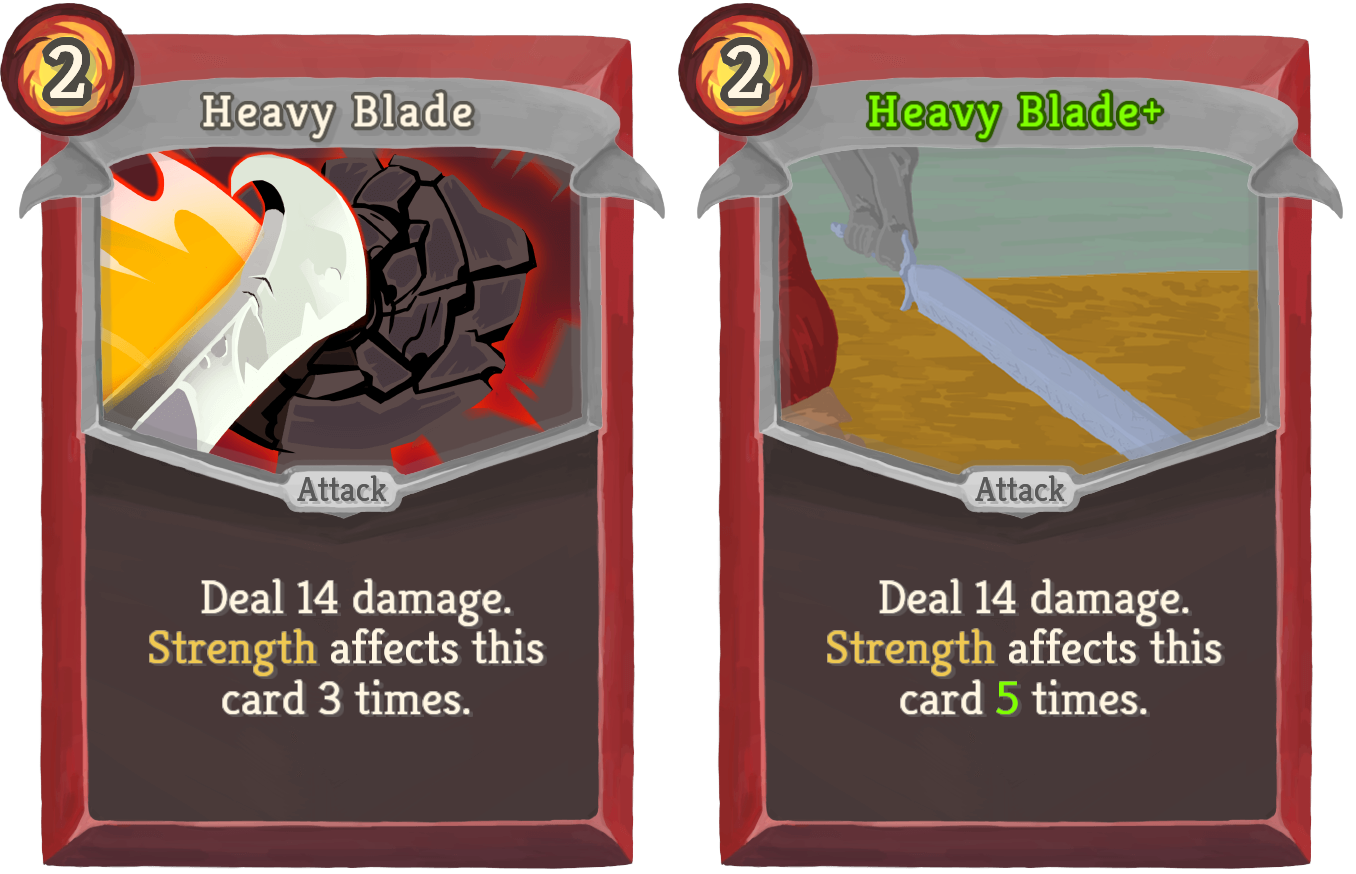 2
Heavy Blade
Attack
Deal 14 damage.
Strength affects this
card 3 times.
2
Heavy Blade+
Attack
Deal 14 damage.
Strength affects this
card 5 times.